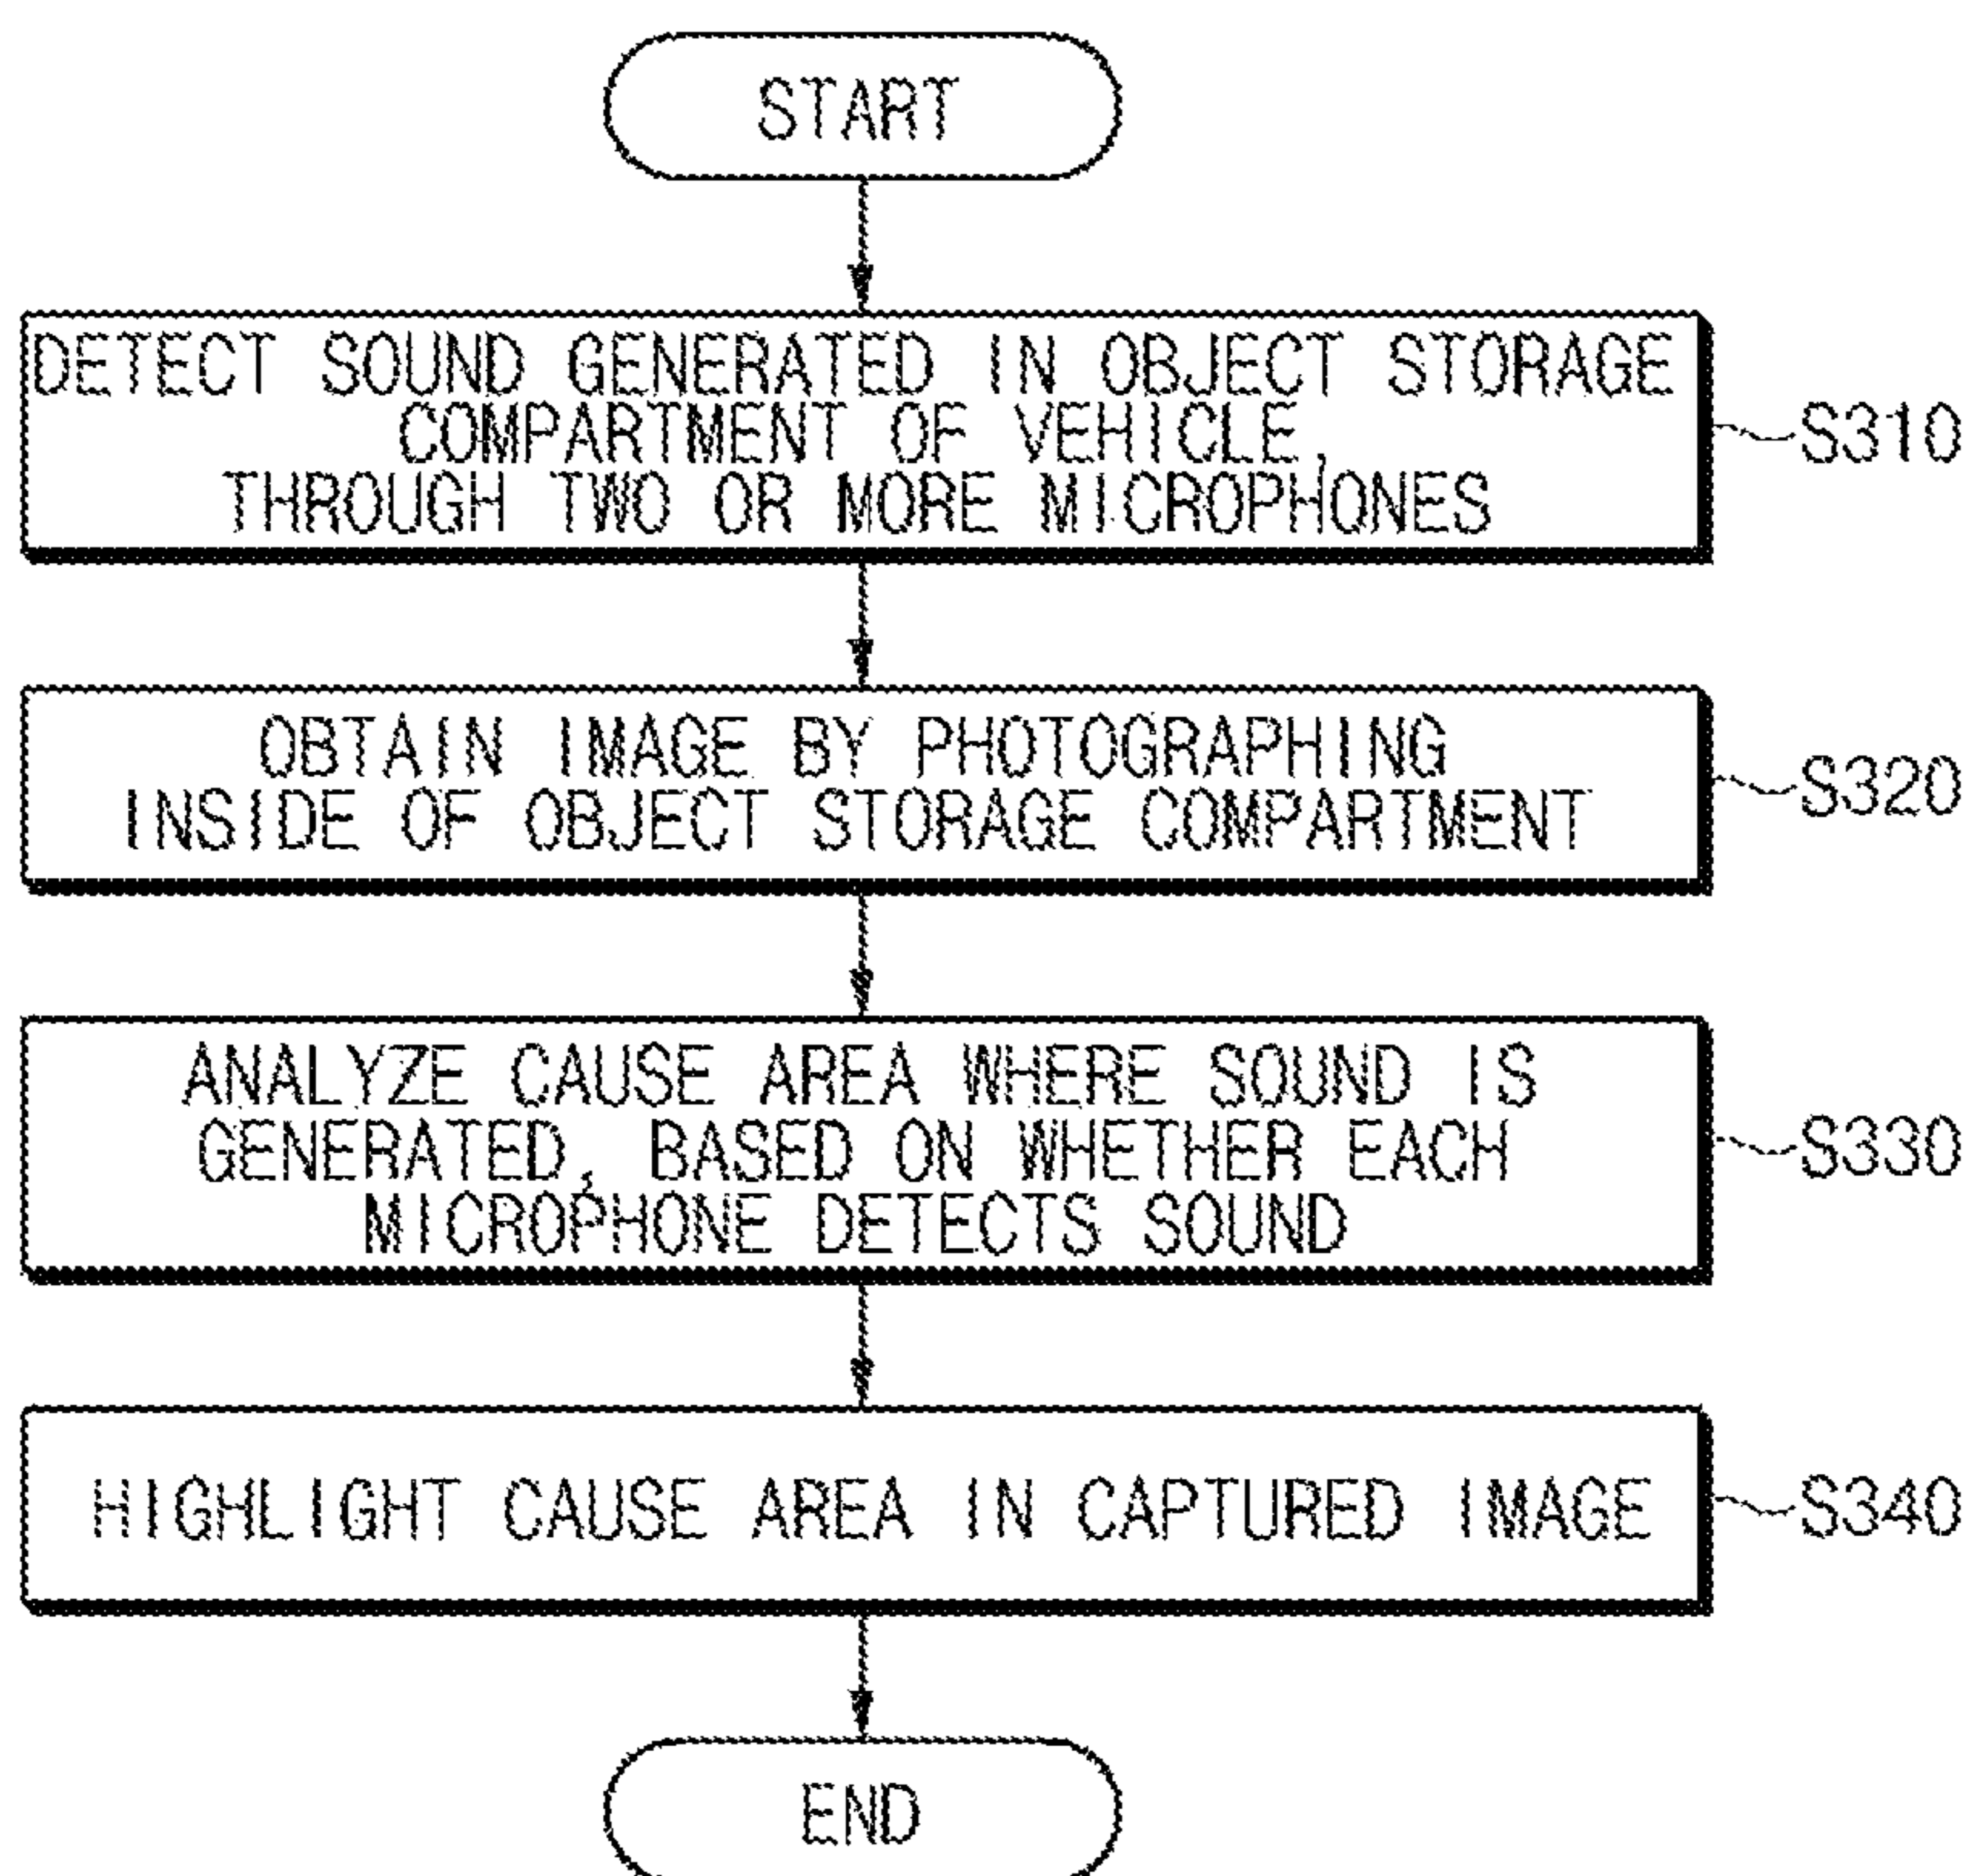 START
DETECT SOUND GENERATED IN OBJECT STORAGE
COMPARTMENT OF VEHICLE,
THROUGH TWO OR MORE MICROPHONES
S310
OBTAIN IMAGE BY PHOTOGRAPHING
INSIDE OF OBJECT STORAGE COMPARTMENT
S320
ANALYZE CAUSE AREA WHERE SOUND IS
GENERATED, BASED ON WHETHER EACH
MICROPHONE DETECTS SOUND
S330
HIGHLIGHT CAUSE AREA IN CAPTURED IMAGE
S340
END